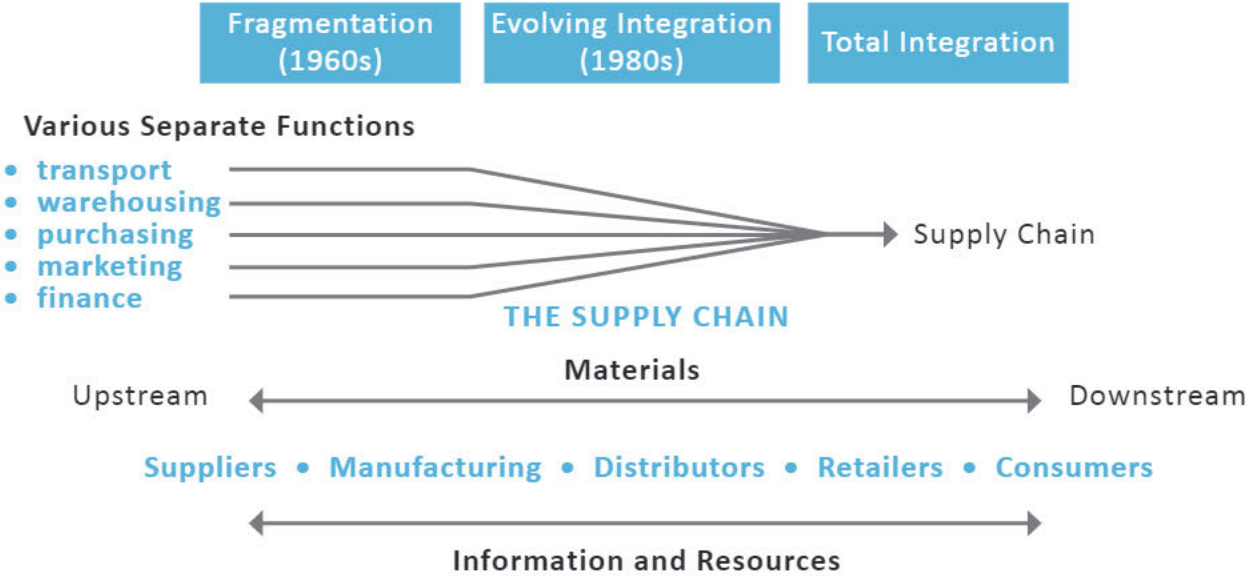 Fragmentation
(1960s)
Evolving Integration
(1980s)
Total Integration
Various Separate Functions
• transport
• warehousing
• purchasing
• marketing
• finance
Supply Chain
THE SUPPLY CHAIN
Materials
Upstream
Downstream
Suppliers • Manufacturing • Distributors • Retailers • Consumers
Information and Resources